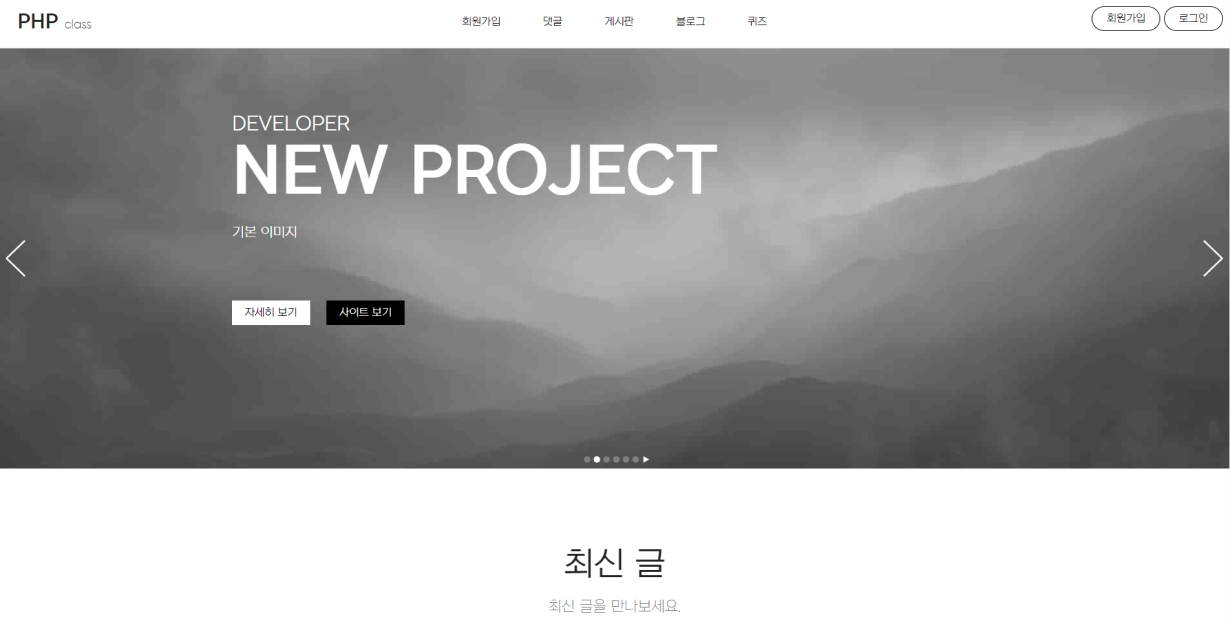 PHP class
회원가입 댓글 게시판 블로그 퀴즈
회원가입 로그인
DEVELOPER
NEW PROJECT
기본 이미지
자세히 보기 사이트 보기
최신 글
최신 글을 만나보세요.